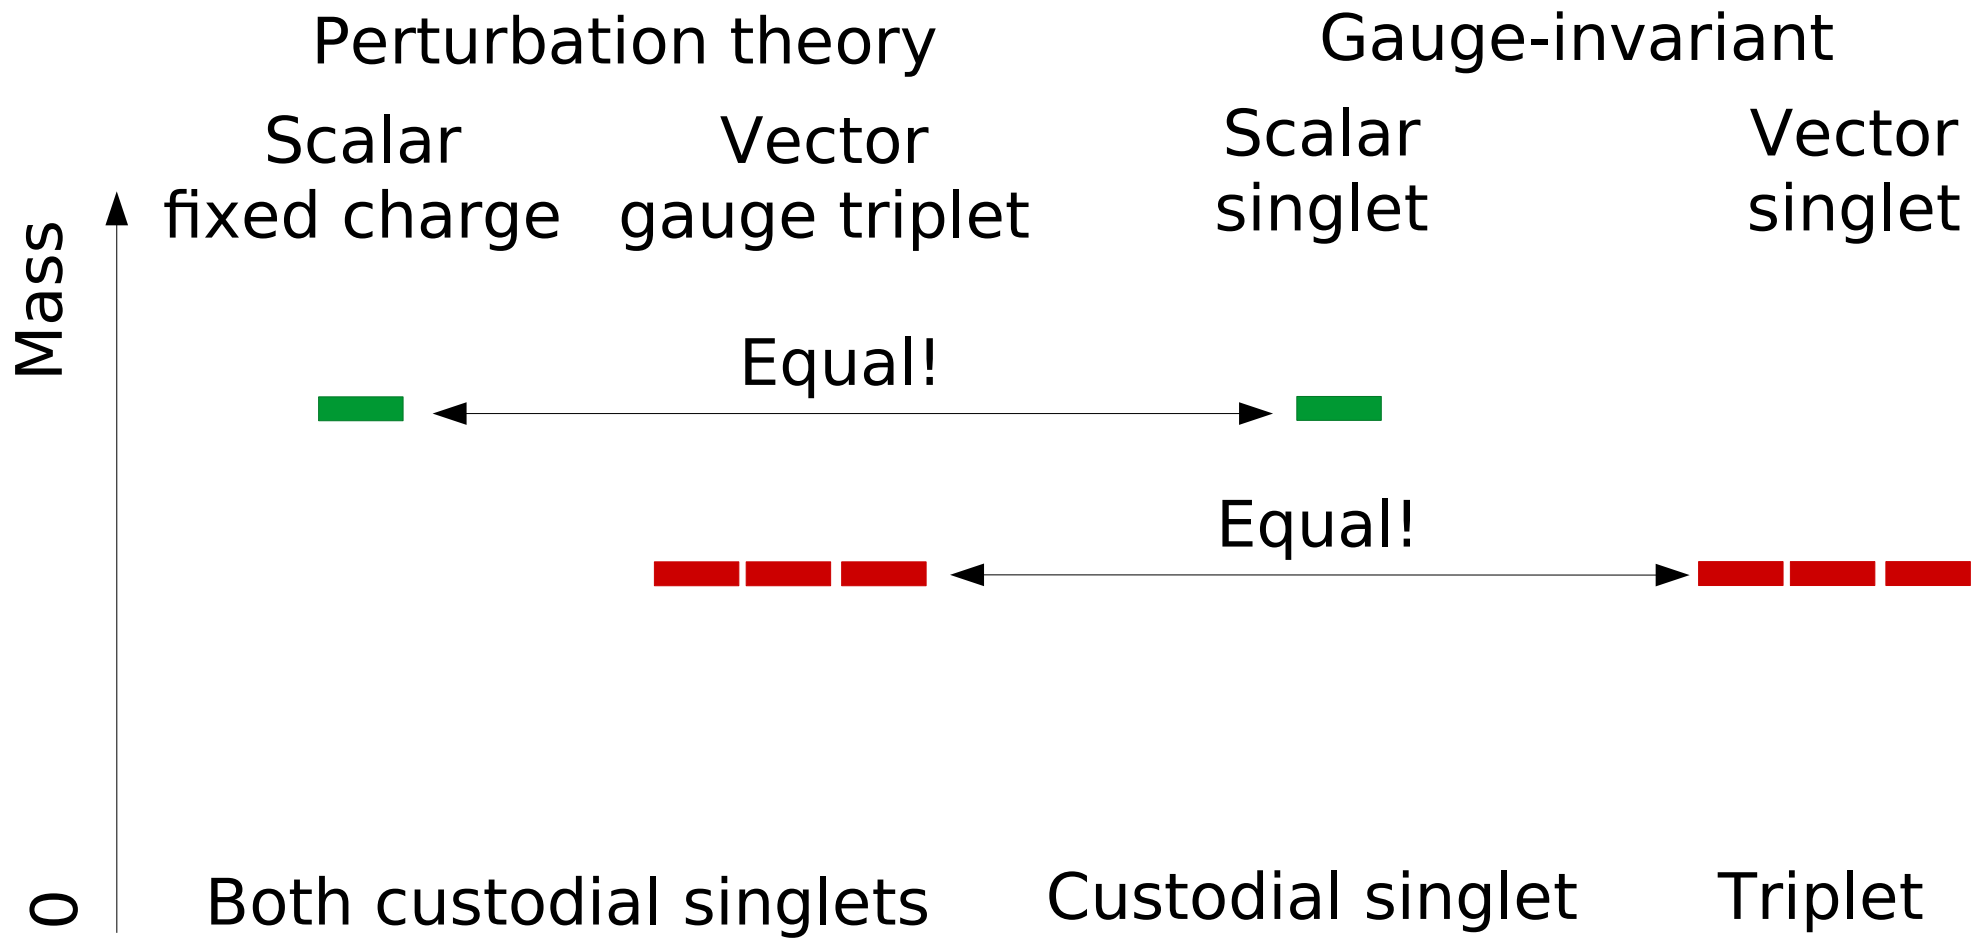 Perturbation theory
Gauge-invariant
Scalar
fixed charge
Vector
gauge triplet
Scalar
singlet
Vector
singlet
Mass
Equal!
Equal!
0
Both custodial singlets
Custodial singlet
Triplet